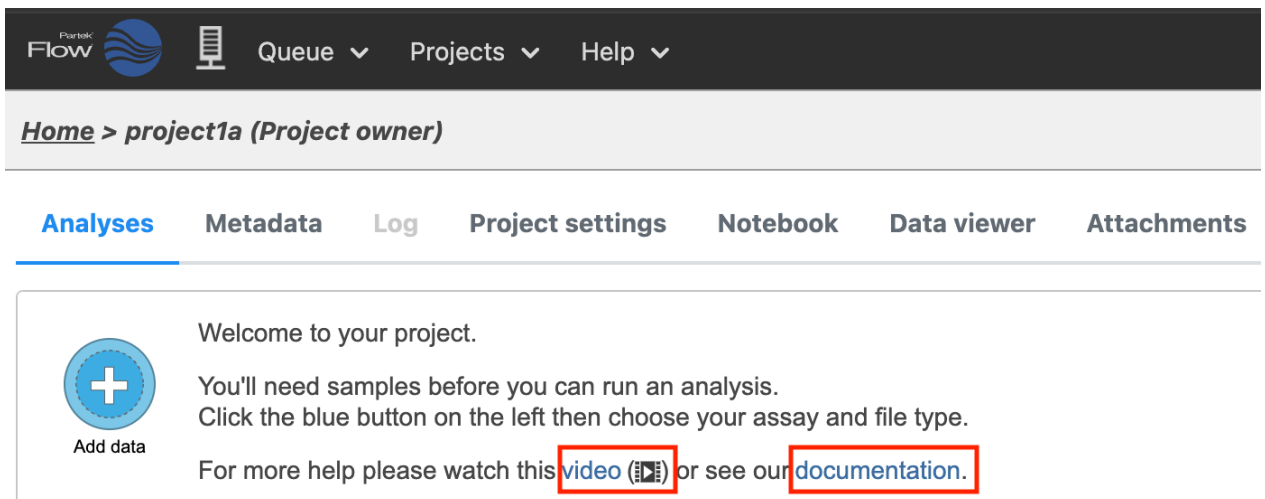 Partek
Flow
Queue Projects Help
Home > project1a (Project owner)
Analyses Metadata Log Project settings Notebook Data viewer Attachments
Welcome to your project.
You'll need samples before you can run an analysis.
Click the blue button on the left then choose your assay and file type.
Add data
For more help please watch this video () or see our documentation.